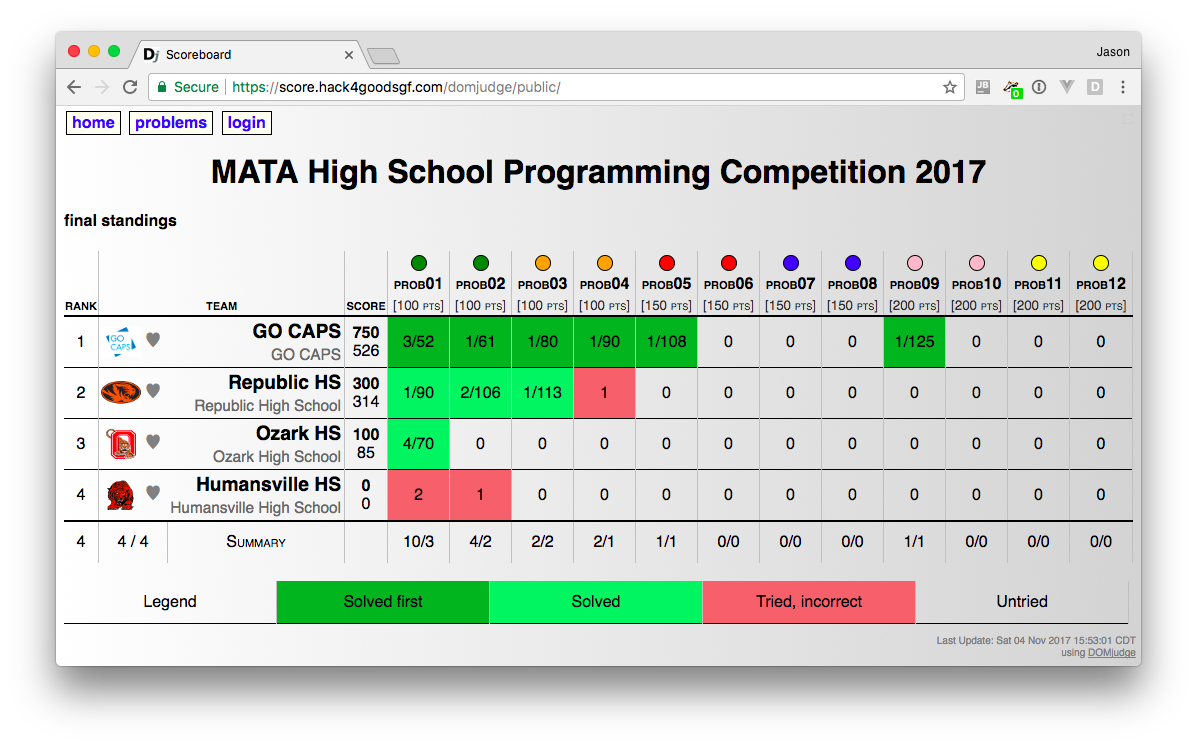 Scoreboard
Jason
Secure https://score.hack4goodsgf.com/domjudge/public/
JB 0 D
home problems login
MATA High School Programming Competition 2017
final standings
RANK TEAM SCORE PROB01 PROB02 PROB03 PROB04 PROB05 PROB06 PROB07 PROB08 PROB09 PROB10 PROB11 PROB12
[100 PTS] [100 PTS] [100 PTS] [100 PTS] [150 PTS] [150 PTS] [150 PTS] [150 PTS] [200 PTS] [200 PTS] [200 PTS] [200 PTS]
1 GO CAPS GO CAPS 750 3/52 1/61 1/80 1/90 1/108 0 0 0 1/125 0 0 0
GO CAPS 526
2 Republic HS 300 1/90 2/106 1/113 1 0 0 0 0 0 0 0 0
Republic High School 314
3 Ozark HS 100 4/70 0 0 0 0 0 0 0 0 0 0 0
Ozark High School 85
4 Humansville HS 0 2 1 0 0 0 0 0 0 0 0 0 0
Humansville High School 0
4 4 / 4 Summary 10/3 4/2 2/2 2/1 1/1 0/0 0/0 0/0 1/1 0/0 0/0 0/0
Legend Solved first Solved Tried, incorrect Untried
Last Update: Sat 04 Nov 2017 15:53:01 CDT
using DOMjudge